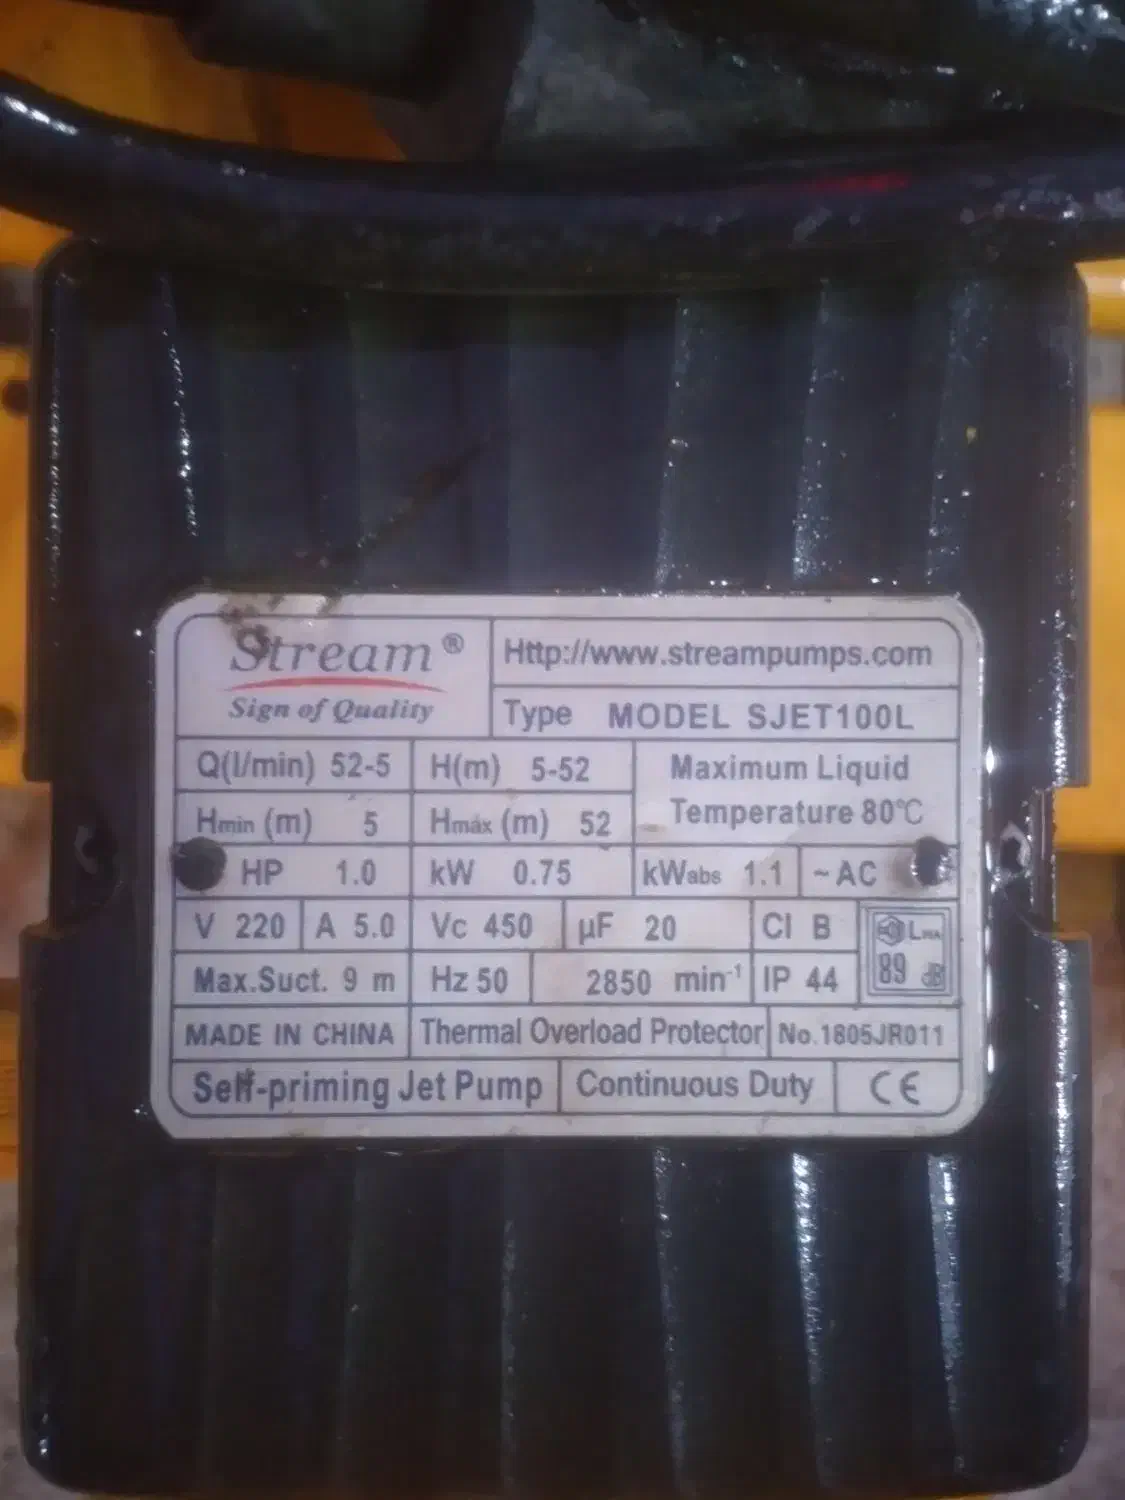 Stream ®
Sign of Quality
Http://www.streampumps.com
Type MODEL SJET100L
Q(l/min) 52-5
H(m) 5-52
Maximum Liquid
Temperature 80℃
Hmin (m) 5
Hmáx (m) 52
HP 1.0
kW 0.75
kWabs 1.1
~AC
V 220
A 5.0
Vc 450
µF 20
Cl B
LWA
89 dB
Max.Suct. 9 m
Hz 50
2850 min-1
IP 44
MADE IN CHINA
Thermal Overload Protector
No.1805JR011
Self-priming Jet Pump
Continuous Duty
CE